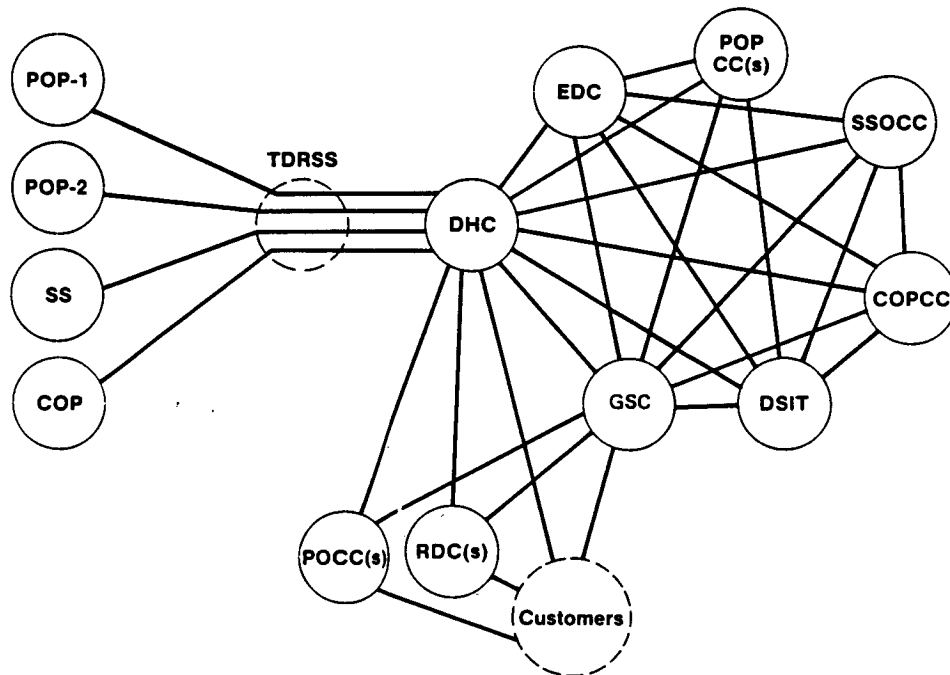 POP-1
POP-2
SS
COP
TDRSS
DHC
EDC
POP
CC(s)
SSOCC
COPCC
DSIT
GSC
POCC(s)
RDC(s)
Customers